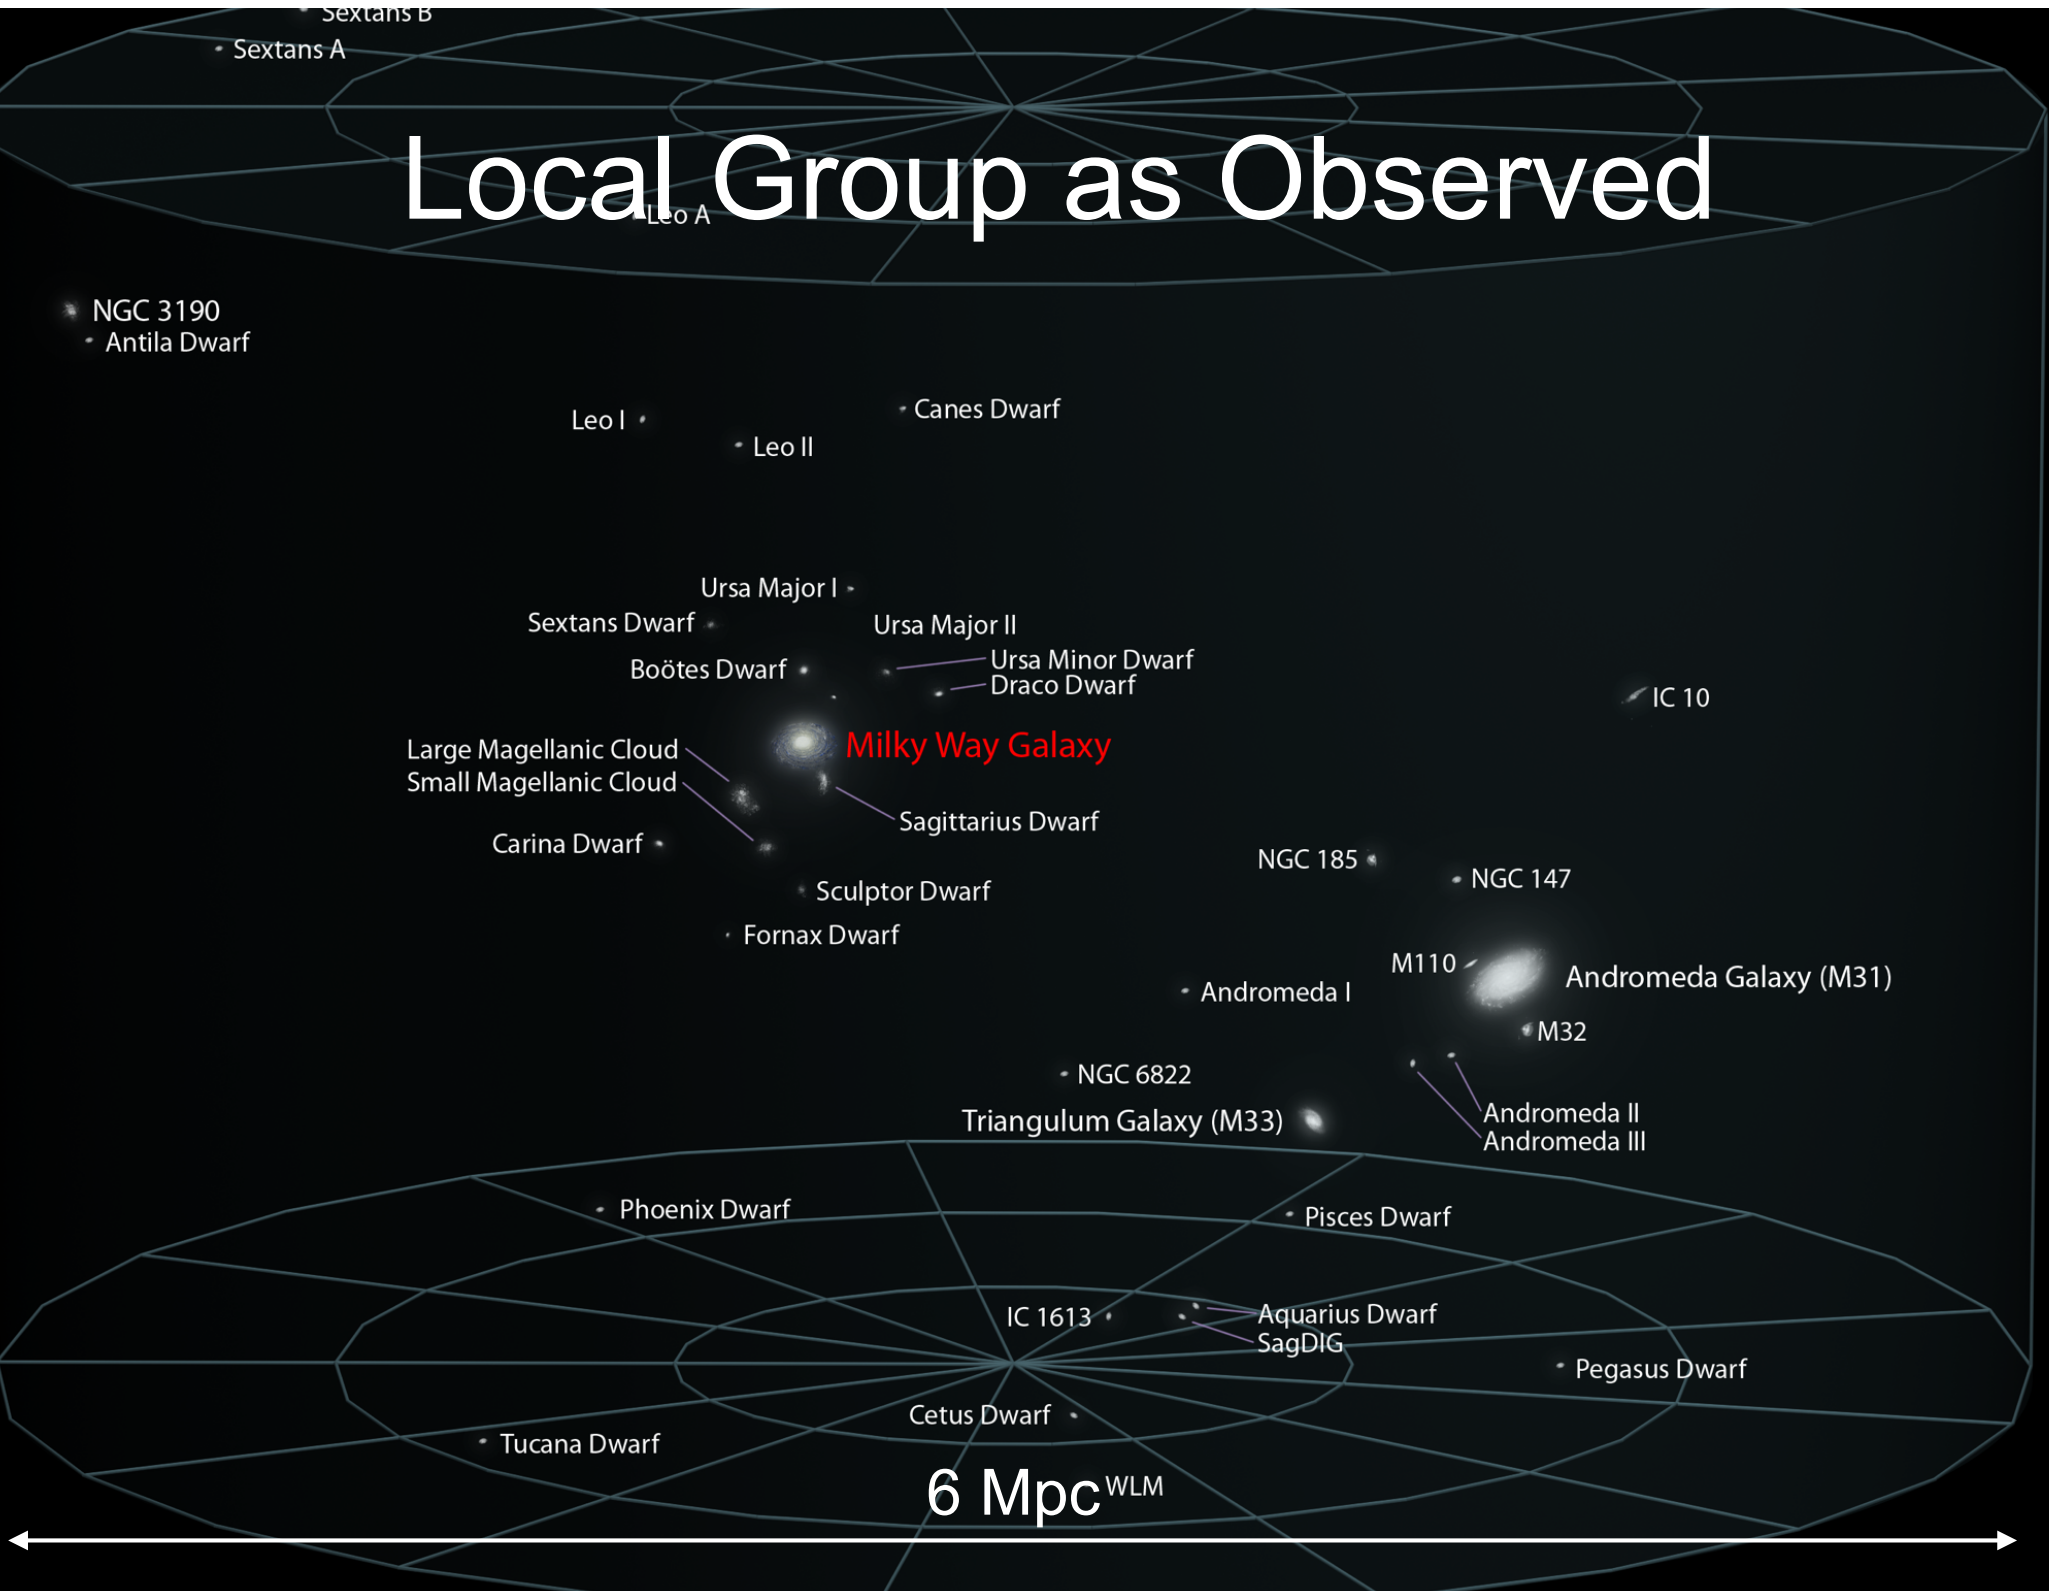 Sextans B
Sextans A
Local Group as Observed
Leo A
NGC 3190
Antila Dwarf
Canes Dwarf
Leo I
Leo II
Ursa Major I
Sextans Dwarf
Ursa Major II
Ursa Minor Dwarf
Boötes Dwarf
Draco Dwarf
IC 10
Milky Way Galaxy
Large Magellanic Cloud
Small Magellanic Cloud
Sagittarius Dwarf
Carina Dwarf
NGC 185
NGC 147
Sculptor Dwarf
Fornax Dwarf
M110
Andromeda Galaxy (M31)
Andromeda I
M32
NGC 6822
Triangulum Galaxy (M33)
Andromeda II
Andromeda III
Phoenix Dwarf
Pisces Dwarf
IC 1613
Aquarius Dwarf
SagDIG
Pegasus Dwarf
Cetus Dwarf
Tucana Dwarf
6 Mpc
WLM